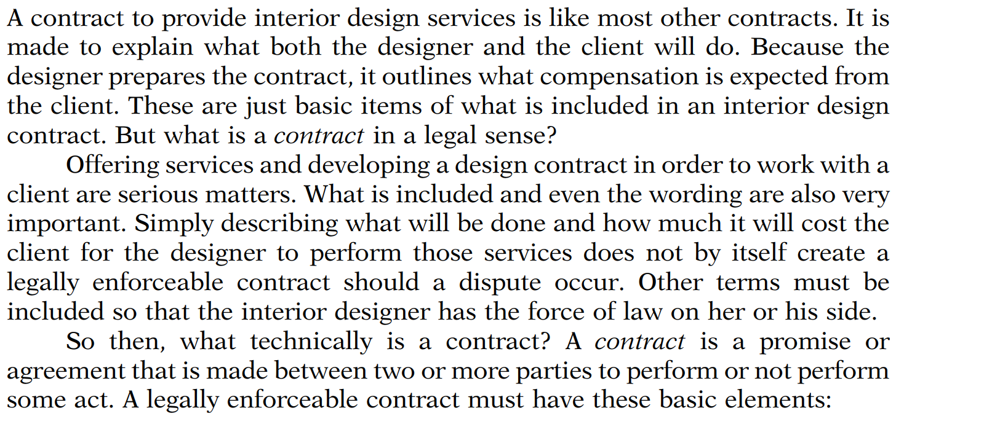 A contract to provide interior design services is like most other contracts. It is
made to explain what both the designer and the client will do. Because the
designer prepares the contract, it outlines what compensation is expected from
the client. These are just basic items of what is included in an interior design
contract. But what is a contract in a legal sense?
Offering services and developing a design contract in order to work with a
client are serious matters. What is included and even the wording are also very
important. Simply describing what will be done and how much it will cost the
client for the designer to perform those services does not by itself create a
legally enforceable contract should a dispute occur. Other terms must be
included so that the interior designer has the force of law on her or his side.
So then, what technically is a contract? A contract is a promise or
agreement that is made between two or more parties to perform or not perform
some act. A legally enforceable contract must have these basic elements: